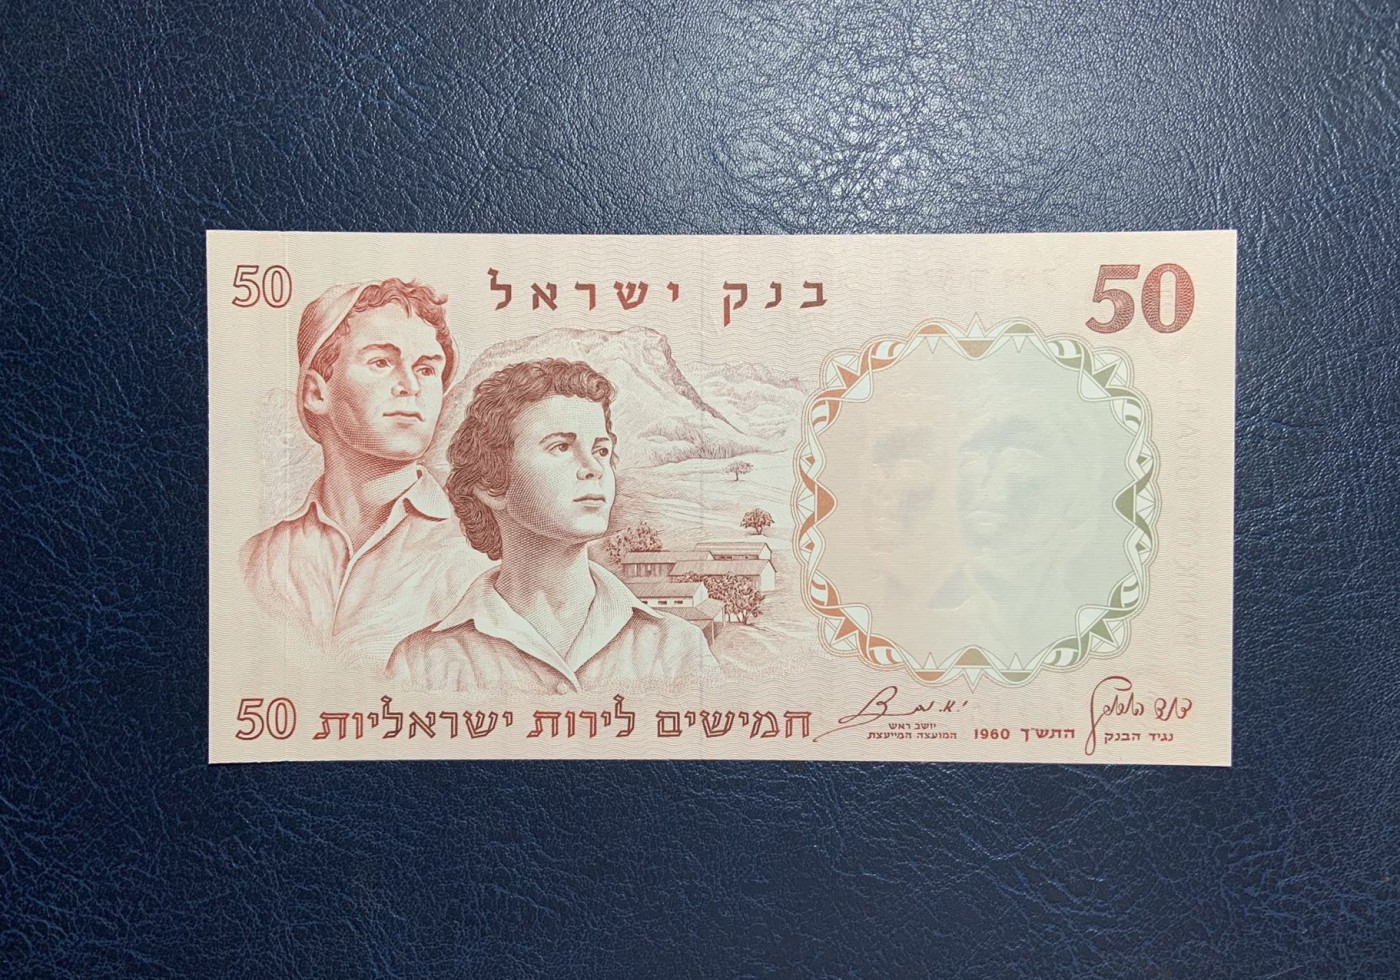 50
בנק ישראל
50
50
חמישים לירות ישראליות
יושב ראש
המועצה המייעצת
1960 התש"ך
נגיד הבנק